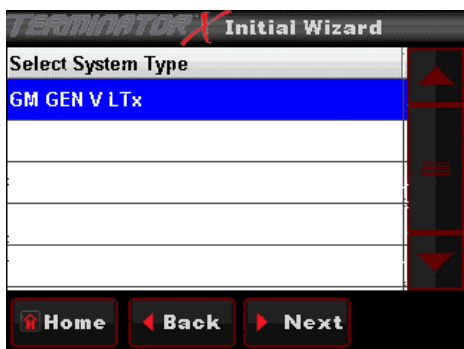 TERMINATOR X Initial Wizard
Select System Type
GM GEN V LTx
Home Back Next